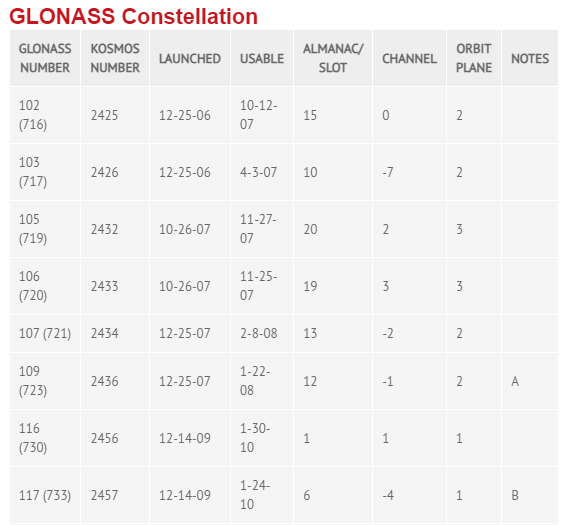 GLONASS Constellation
GLONASS NUMBER KOSMOS NUMBER LAUNCHED USABLE ALMANAC/ SLOT CHANNEL ORBIT PLANE NOTES
102 (716) 2425 12-25-06 10-12-07 15 0 2
103 (717) 2426 12-25-06 4-3-07 10 -7 2
105 (719) 2432 10-26-07 11-27-07 20 2 3
106 (720) 2433 10-26-07 11-25-07 19 3 3
107 (721) 2434 12-25-07 2-8-08 13 -2 2
109 (723) 2436 12-25-07 1-22-08 12 -1 2 A
116 (730) 2456 12-14-09 1-30-10 1 1 1
117 (733) 2457 12-14-09 1-24-10 6 -4 1 B